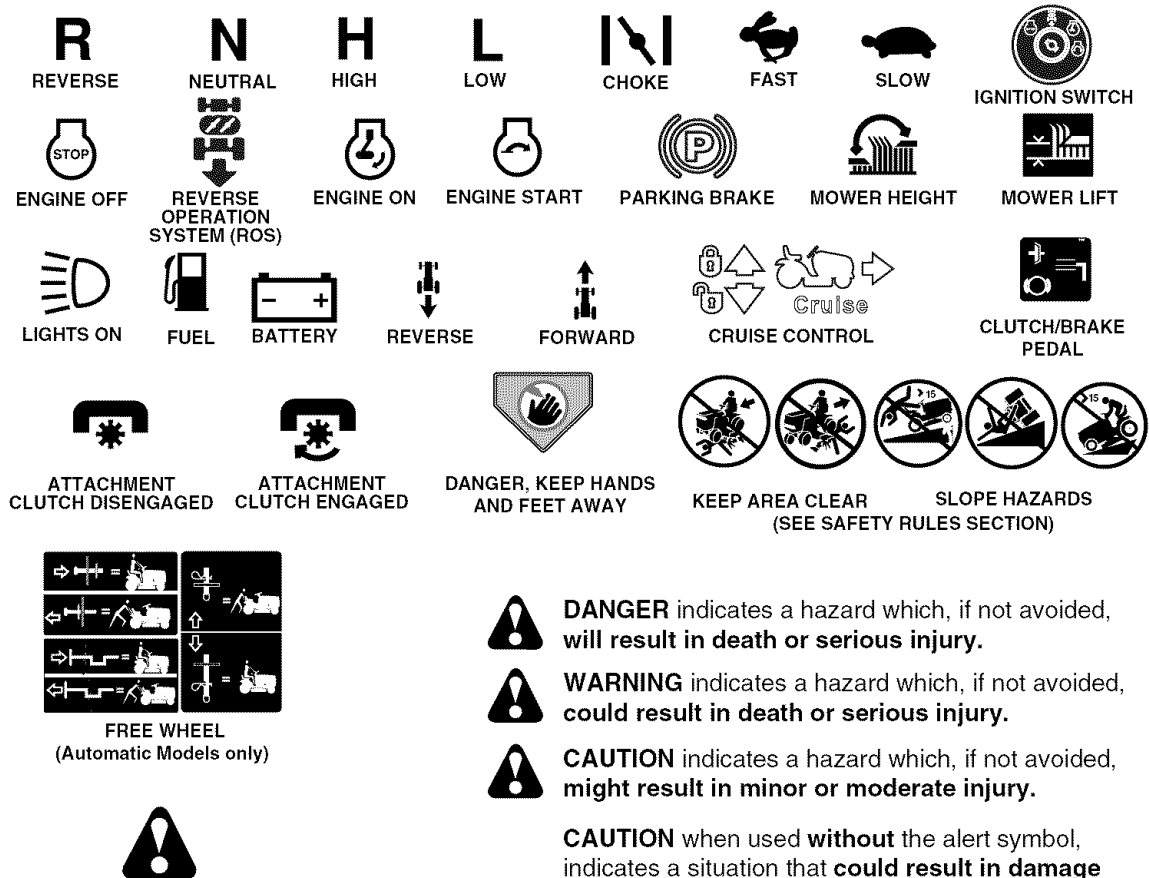 R N H L
REVERSE NEUTRAL HIGH LOW CHOKE FAST SLOW IGNITION SWITCH
STOP P
ENGINE OFF REVERSE OPERATION SYSTEM (ROS) ENGINE ON ENGINE START PARKING BRAKE MOWER HEIGHT MOWER LIFT
Cruise
LIGHTS ON FUEL BATTERY REVERSE FORWARD CRUISE CONTROL CLUTCH/BRAKE PEDAL
>15 >15
ATTACHMENT
CLUTCH DISENGAGED
ATTACHMENT
CLUTCH ENGAGED
DANGER, KEEP HANDS
AND FEET AWAY
KEEP AREA CLEAR SLOPE HAZARDS
(SEE SAFETY RULES SECTION)
FREE WHEEL
(Automatic Models only)
DANGER indicates a hazard which, if not avoided,
will result in death or serious injury.
WARNING indicates a hazard which, if not avoided,
could result in death or serious injury.
CAUTION indicates a hazard which, if not avoided,
might result in minor or moderate injury.
CAUTION when used without the alert symbol,
indicates a situation that could result in damage